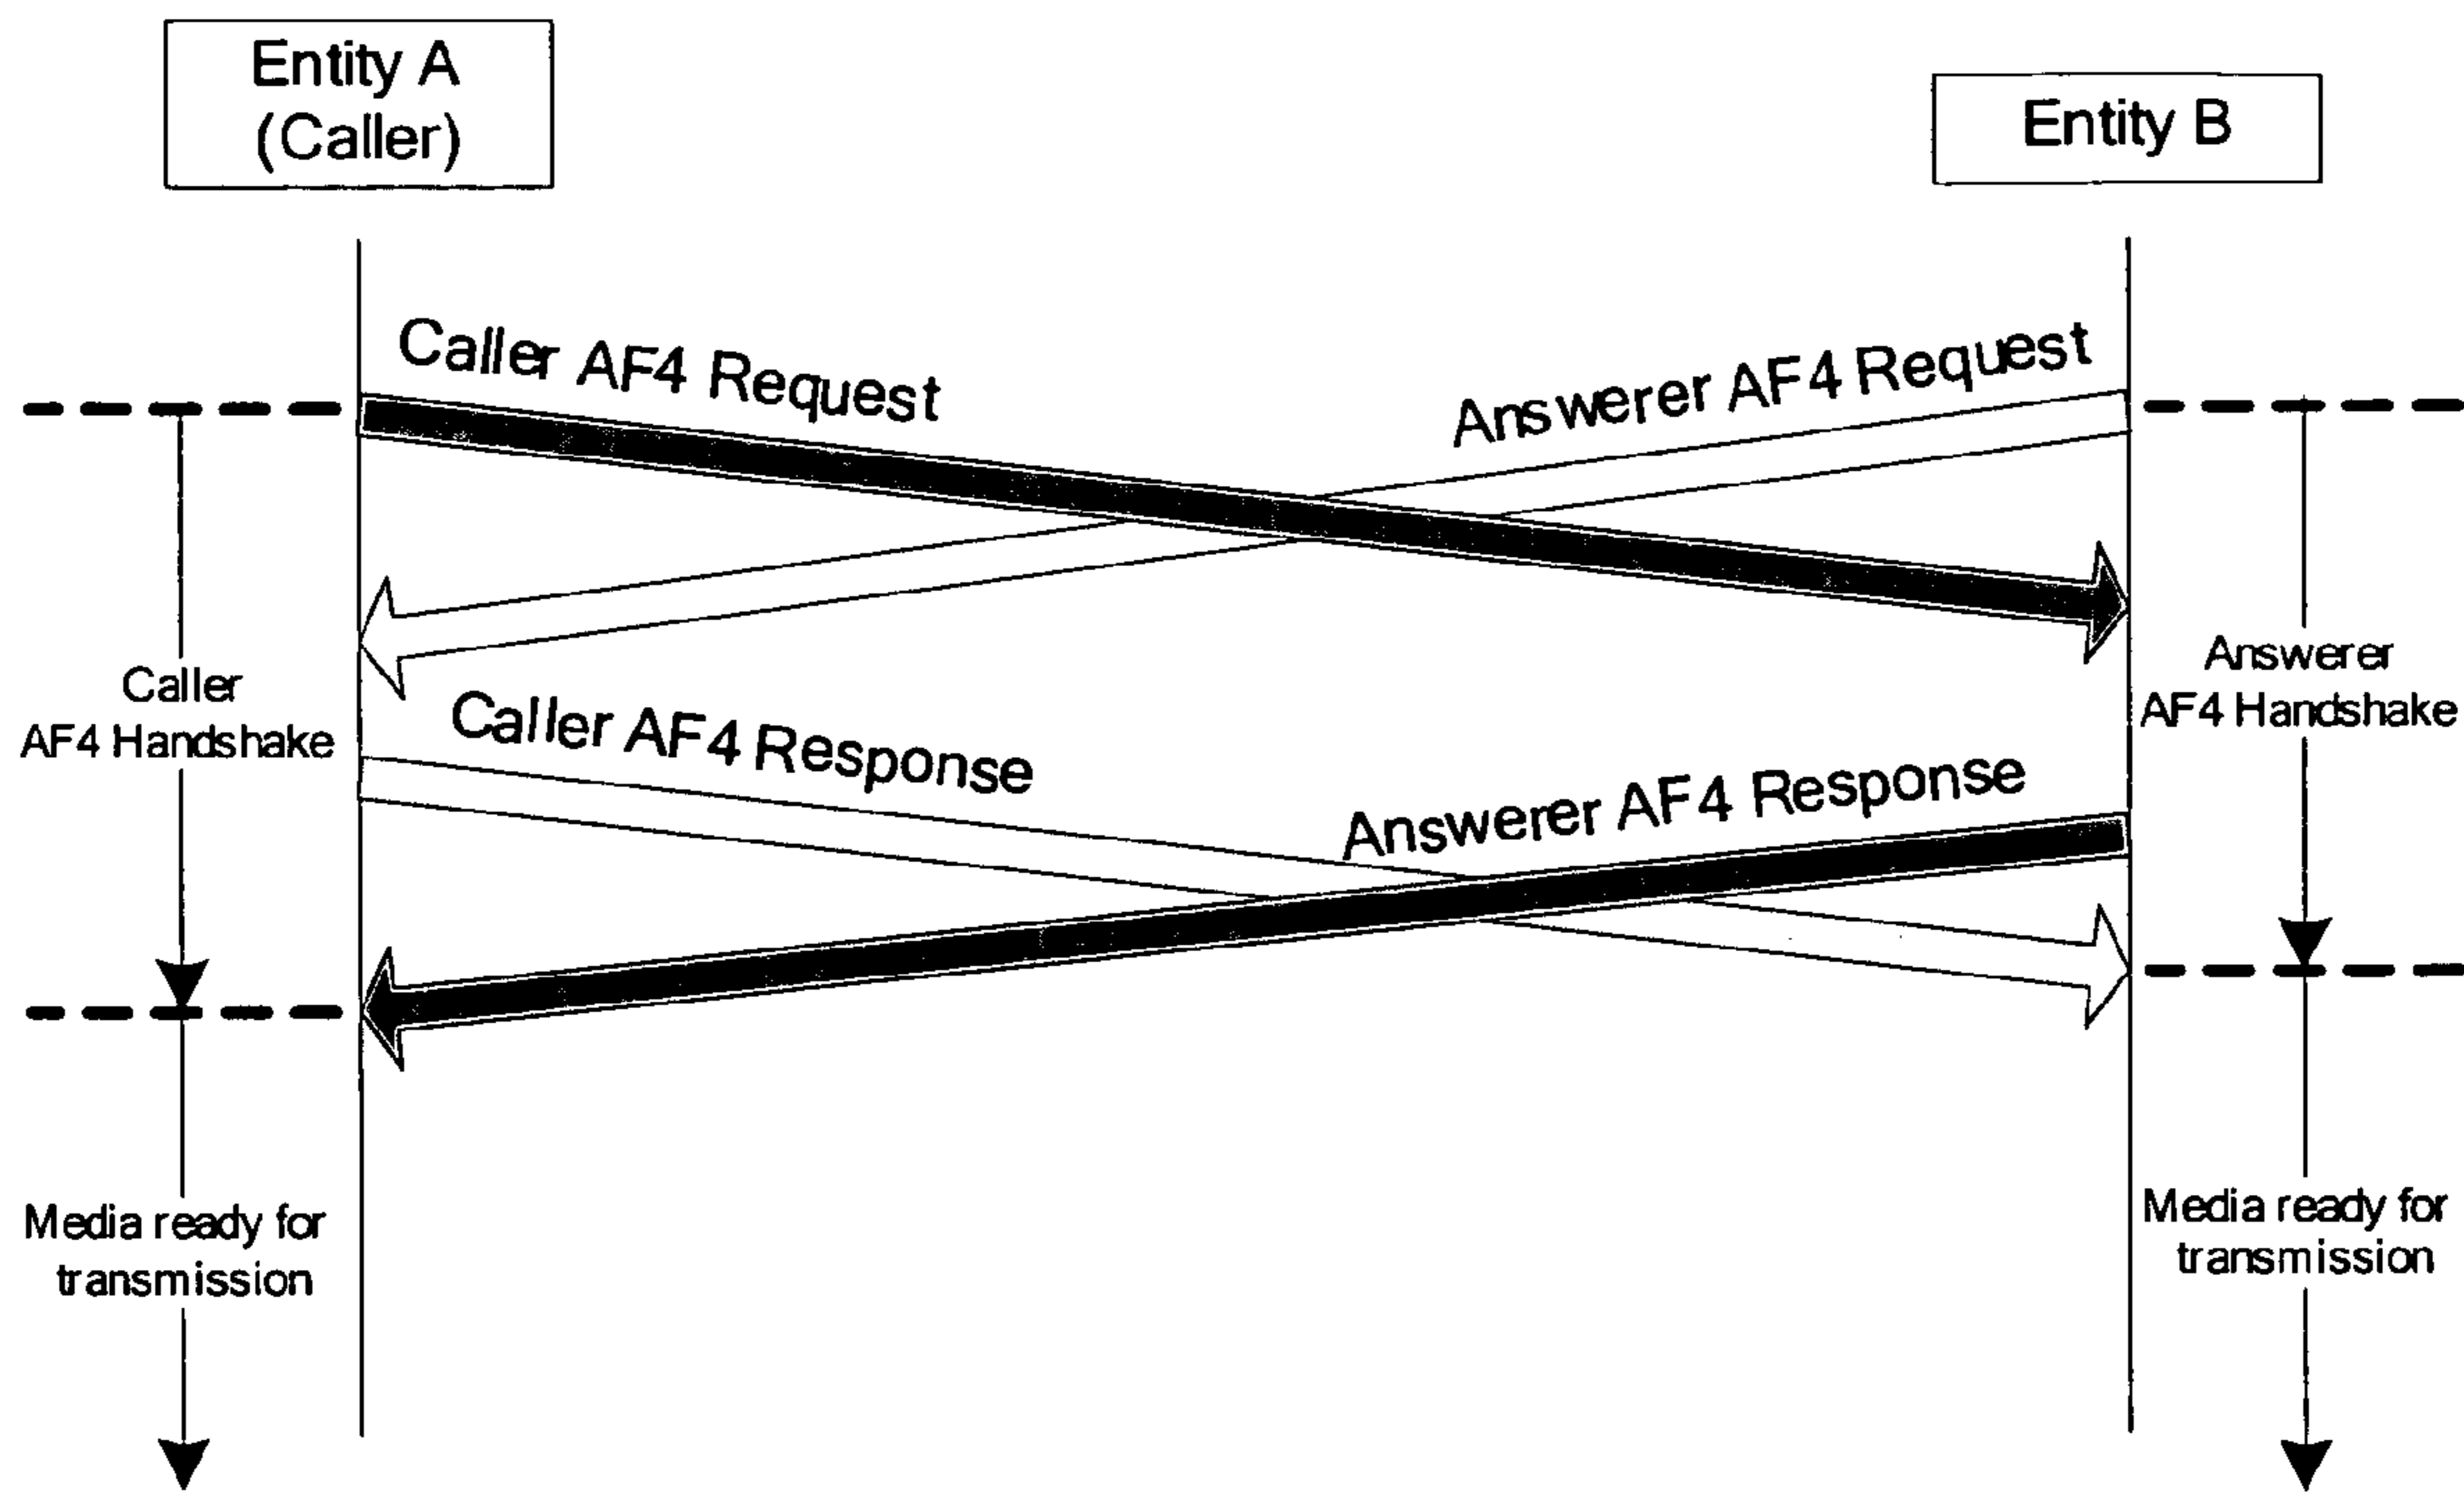 Entity A
(Caller)
Entity B
Caller AF4 Request
Answerer AF4 Request
Caller
AF4 Handshake
Answerer
AF4 Handshake
Caller AF4 Response
Answerer AF4 Response
Media ready for
transmission
Media ready for
transmission